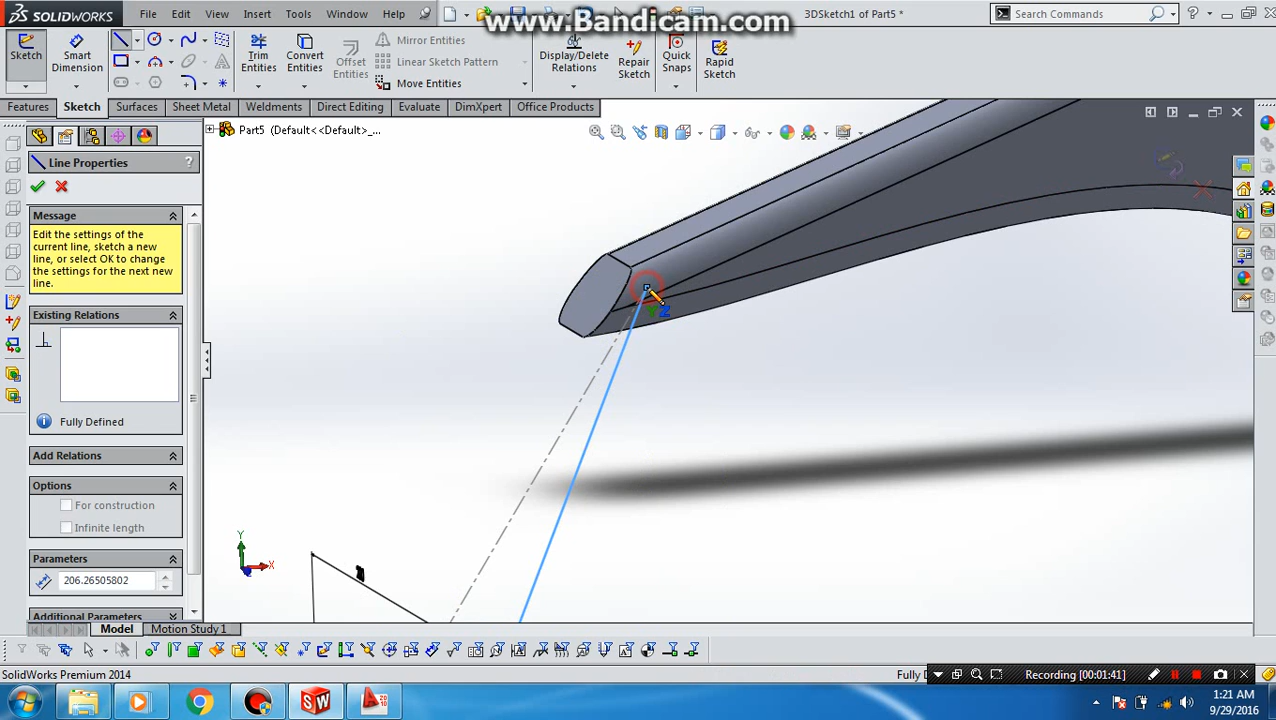 SOLIDWORKS
File
Edit
View
Insert
Tools
Window
Help
www.Bandicam.com
3DSketch1 of Part5 *
Search Commands
Sketch
Smart
Dimension
Trim
Entities
Convert
Entities
Offset
Entities
Mirror Entities
Linear Sketch Pattern
Move Entities
Display/Delete
Relations
Repair
Sketch
Quick
Snaps
Rapid
Sketch
Features
Sketch
Surfaces
Sheet Metal
Weldments
Direct Editing
Evaluate
DimXpert
Office Products
Part5 (Default<<Default>_...
Line Properties
?
Message
Edit the settings of the
current line, sketch a new
line, or select OK to change
the settings for the next new
line.
Existing Relations
Fully Defined
Add Relations
Options
For construction
Infinite length
Parameters
206.26505802
Additional Parameters
Y
X
Y Z
Model
Motion Study 1
SolidWorks Premium 2014
Fully
Recording [00:01:41]
1:21 AM
9/29/2016